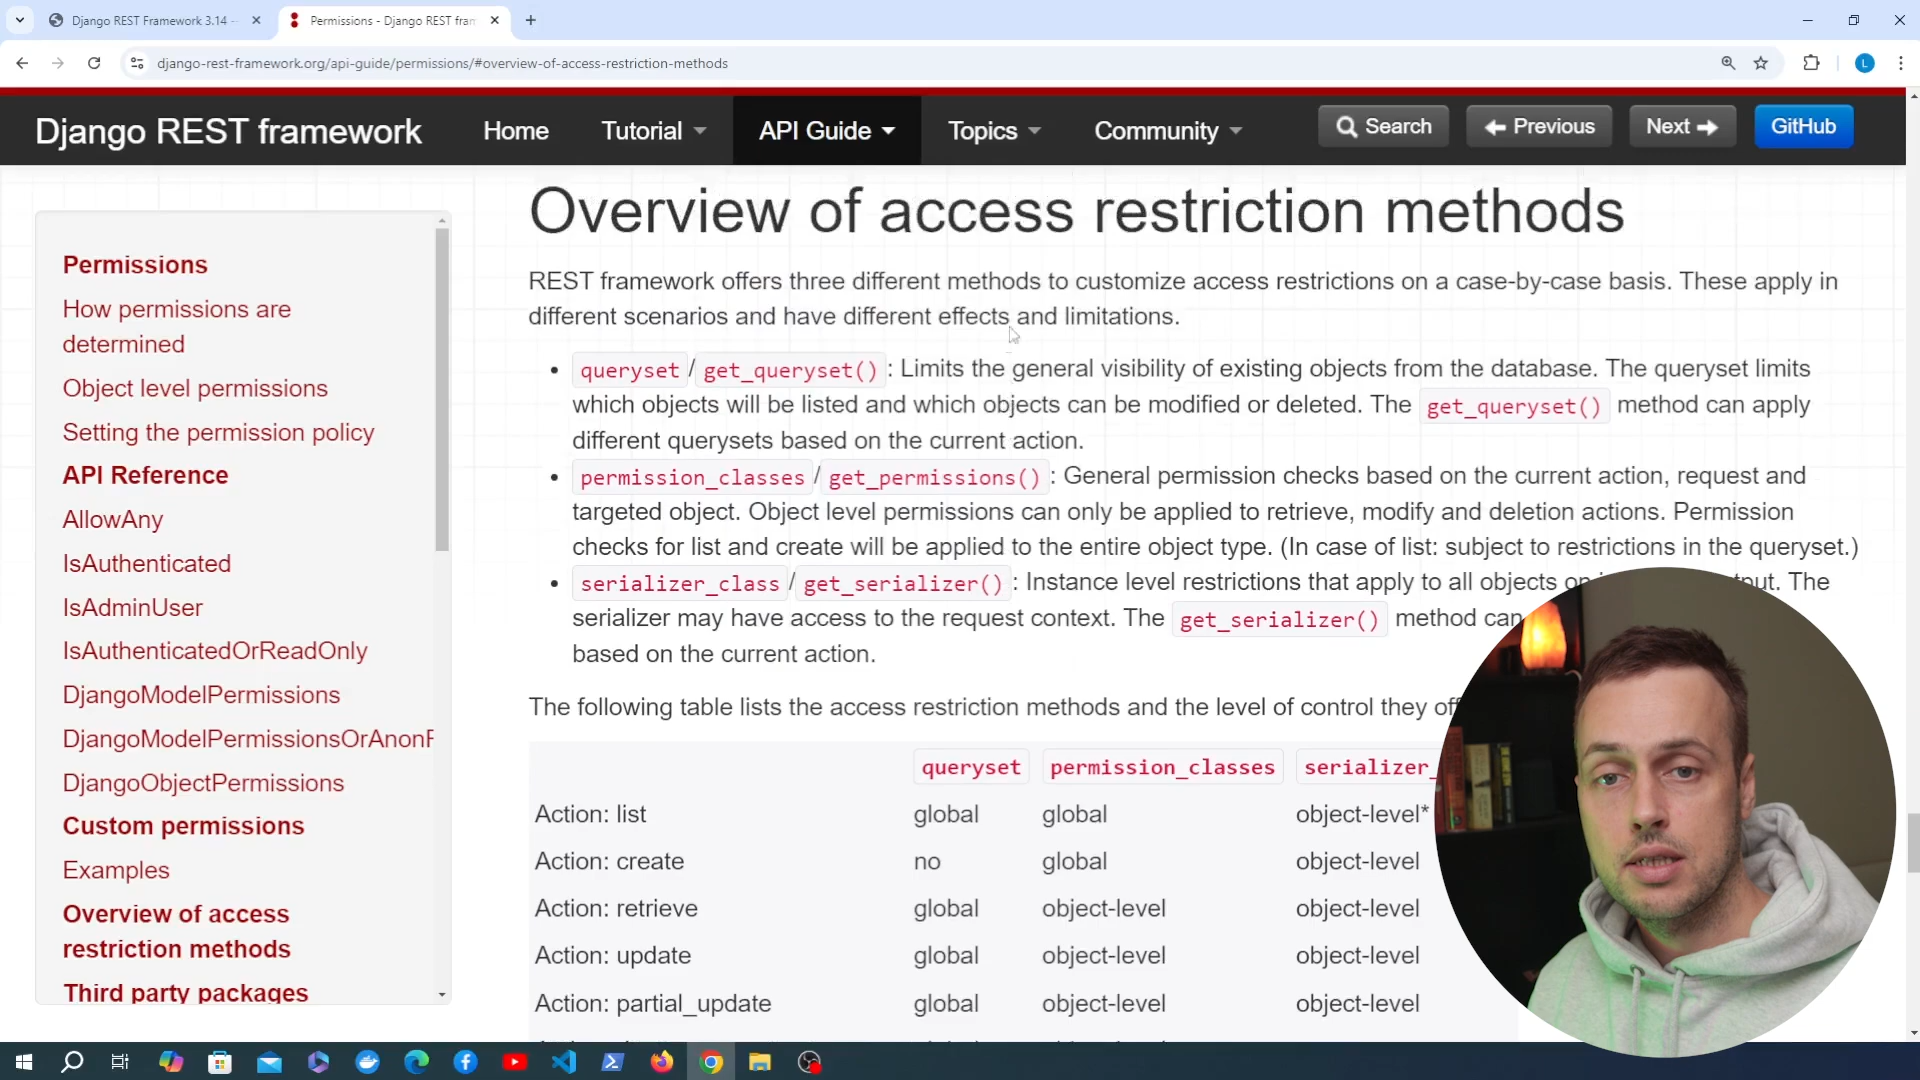 Django REST Framework 3.14 -
Permissions - Django REST fram
django-rest-framework.org/api-guide/permissions/#overview-of-access-restriction-methods
L
Django REST framework
Home
Tutorial
API Guide
Topics
Community
Search
Previous
Next
GitHub
Permissions
How permissions are
determined
Object level permissions
Setting the permission policy
API Reference
AllowAny
IsAuthenticated
IsAdminUser
IsAuthenticatedOrReadOnly
DjangoModelPermissions
DjangoModelPermissionsOrAnonR
DjangoObjectPermissions
Custom permissions
Examples
Overview of access
restriction methods
Third party packages
Overview of access restriction methods
REST framework offers three different methods to customize access restrictions on a case-by-case basis. These apply in
different scenarios and have different effects and limitations.
queryset/get_queryset(): Limits the general visibility of existing objects from the database. The queryset limits
which objects will be listed and which objects can be modified or deleted. The get_queryset() method can apply
different querysets based on the current action.
permission_classes/get_permissions(): General permission checks based on the current action, request and
targeted object. Object level permissions can only be applied to retrieve, modify and deletion actions. Permission
checks for list and create will be applied to the entire object type. (In case of list: subject to restrictions in the queryset.)
serializer_class/get_serializer(): Instance level restrictions that apply to all objects The
serializer may have access to the request context. The get_serializer() method can
based on the current action.
The following table lists the access restriction methods and the level of control they
queryset permission_classes serializer_
Action: list global global object-level*
Action: create no global object-level
Action: retrieve global object-level object-level
Action: update global object-level object-level
Action: partial_update global object-level object-level